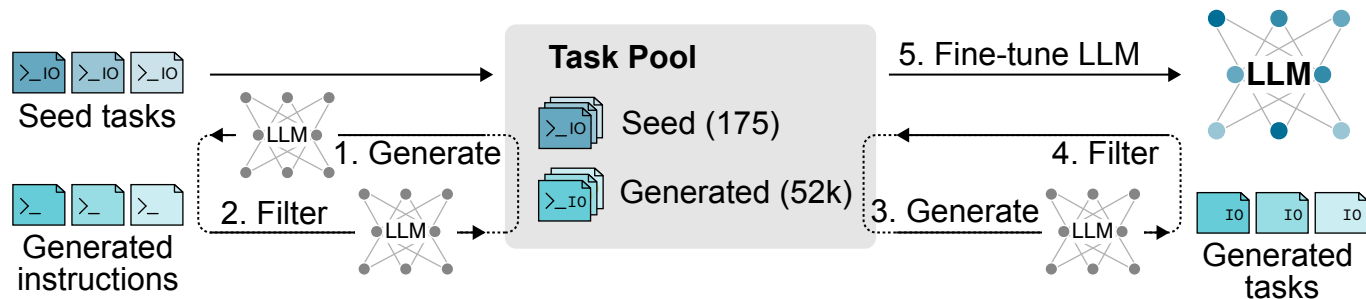 >_IO >_IO >_IO
Seed tasks
LLM
1. Generate
2. Filter
LLM
>_ >_ >_
Generated
instructions
Task Pool
>_IO Seed (175)
>_IO Generated (52k)
5. Fine-tune LLM
LLM
4. Filter
3. Generate
LLM
IO IO IO
Generated
tasks